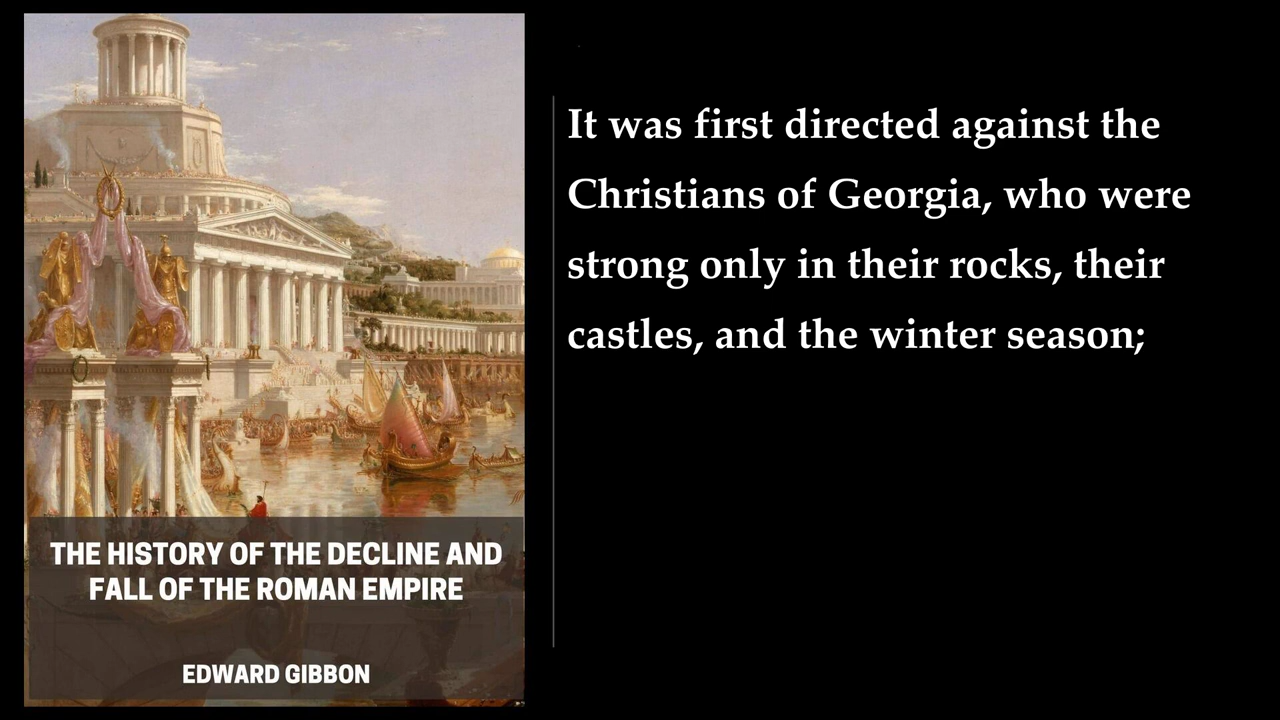 It was first directed against the
Christians of Georgia, who were
strong only in their rocks, their
castles, and the winter season;
THE HISTORY OF THE DECLINE AND
FALL OF THE ROMAN EMPIRE
EDWARD GIBBON